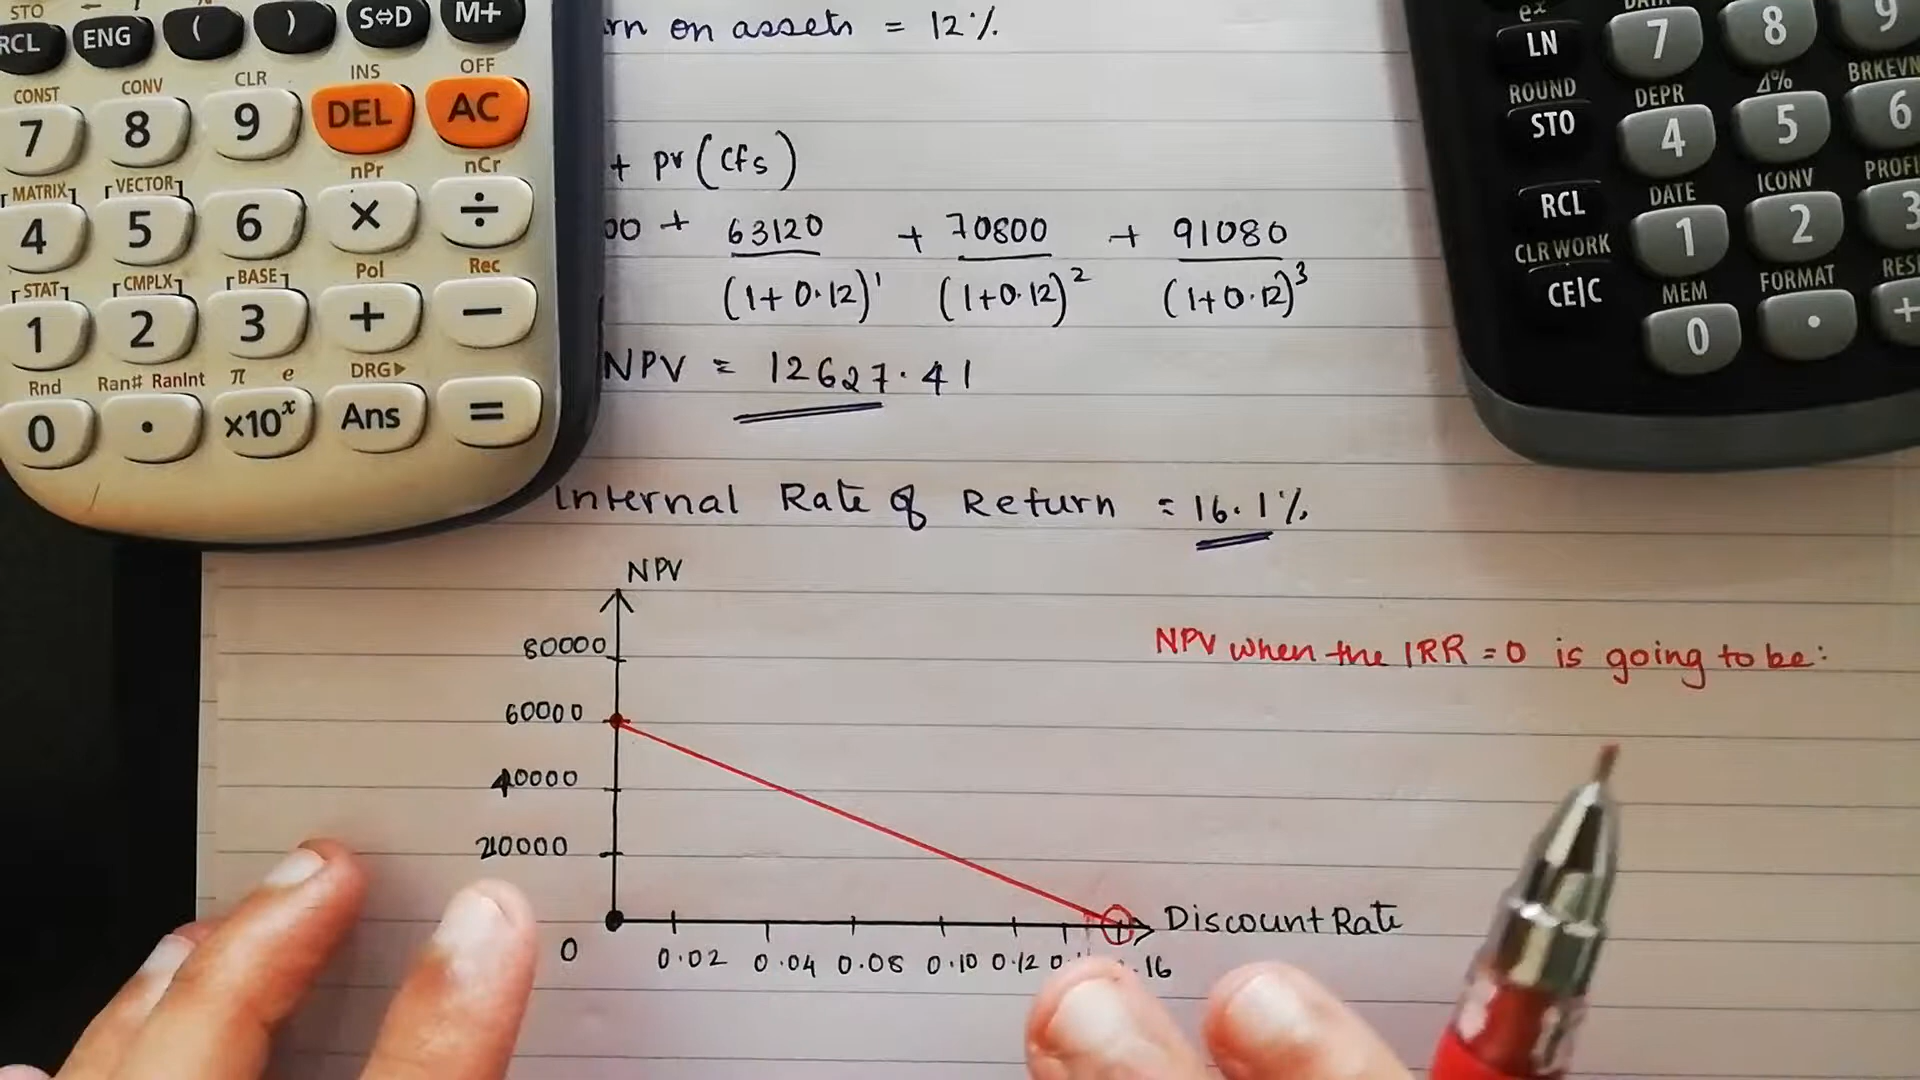 STO
RCL ENG ( ) S⇔D M+
CONST CONV CLR INS OFF
7 8 9 DEL AC
MATRIX VECTOR nPr nCr
4 5 6 × ÷
STAT CMPLX BASE Pol Rec
1 2 3 + −
Rnd Ran# RanInt π e DRG▶
0 . ×10^x Ans =
rn on assets = 12%
+ pv (cfs)
00 + 63120/(1+0.12)^1 + 70800/(1+0.12)^2 + 91080/(1+0.12)^3
NPV = 12627.41
Internal Rate of Return = 16.1%
e^x
LN 7 8 9
ROUND DEPR Δ% BRKEVN
STO 4 5 6
DATE ICONV PROFI
RCL 1 2 3
CLR WORK MEM FORMAT RES
CE|C 0 . +
NPV
80000
60000
40000
20000
0
0.02 0.04 0.08 0.10 0.12 .16
Discount Rate
NPV when the IRR = 0 is going to be: